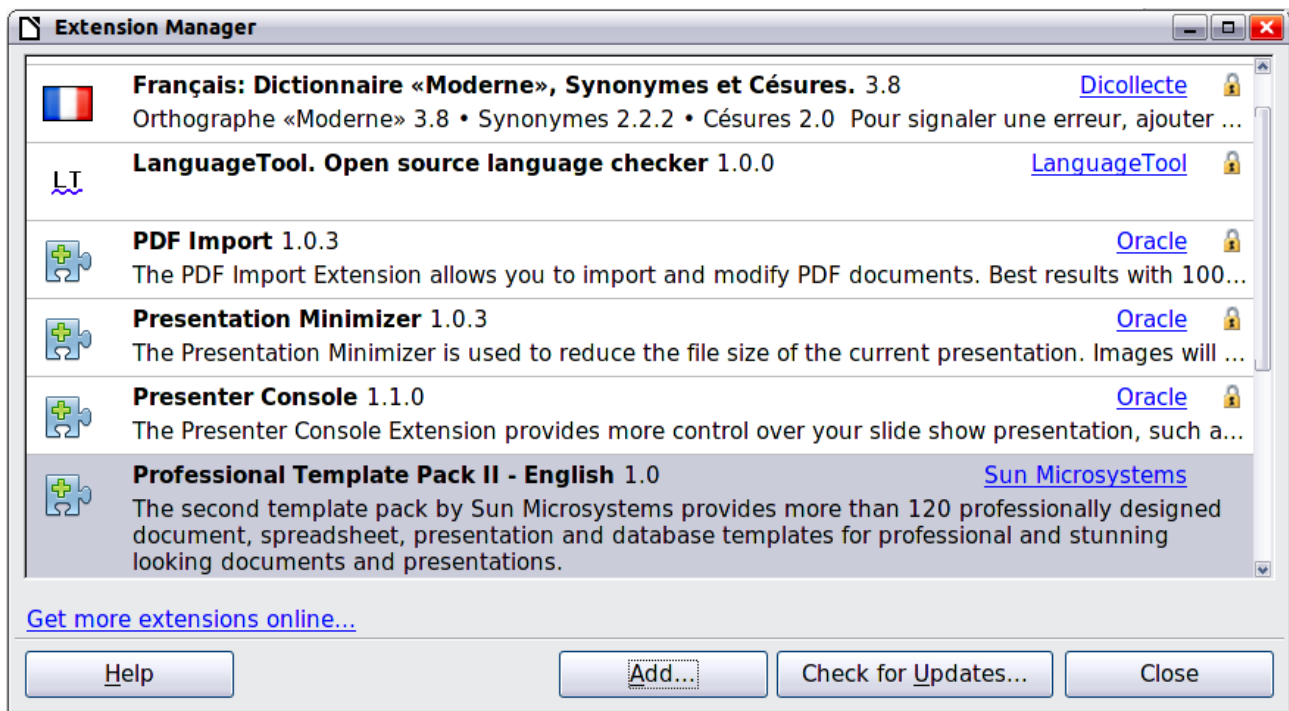 Extension Manager
Français: Dictionnaire «Moderne», Synonymes et Césures. 3.8 Dicollecte
Orthographe «Moderne» 3.8 • Synonymes 2.2.2 • Césures 2.0 Pour signaler une erreur, ajouter ...
LanguageTool. Open source language checker 1.0.0 LanguageTool
LT
PDF Import 1.0.3 Oracle
The PDF Import Extension allows you to import and modify PDF documents. Best results with 100...
Presentation Minimizer 1.0.3 Oracle
The Presentation Minimizer is used to reduce the file size of the current presentation. Images will ...
Presenter Console 1.1.0 Oracle
The Presenter Console Extension provides more control over your slide show presentation, such a...
Professional Template Pack II - English 1.0 Sun Microsystems
The second template pack by Sun Microsystems provides more than 120 professionally designed
document, spreadsheet, presentation and database templates for professional and stunning
looking documents and presentations.
Get more extensions online...
Help Add... Check for Updates... Close